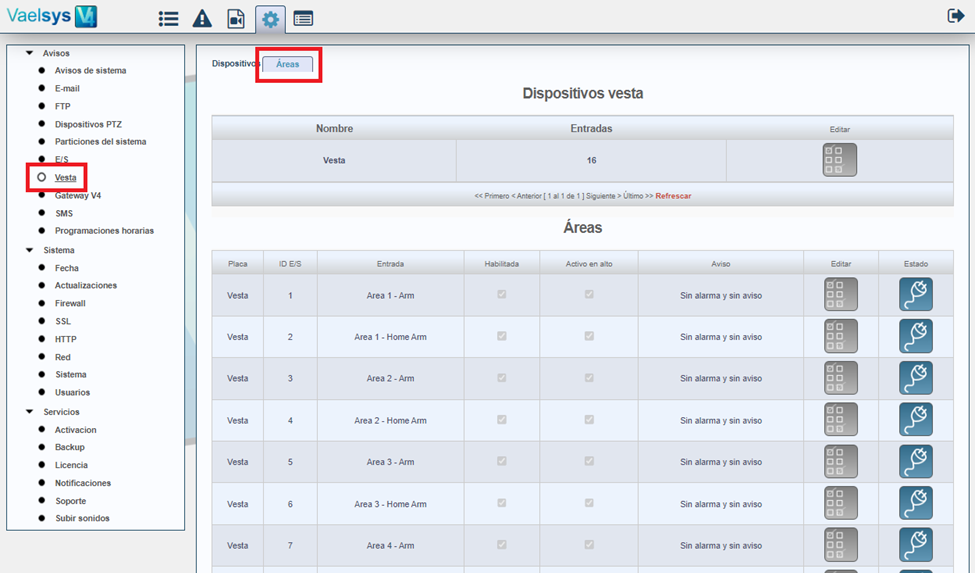 Vaelsys V4
Avisos
Avisos de sistema
E-mail
FTP
Dispositivos PTZ
Particiones del sistema
E/S
Vesta
Gateway V4
SMS
Programaciones horarias
Sistema
Fecha
Actualizaciones
Firewall
SSL
HTTP
Red
Sistema
Usuarios
Servicios
Activacion
Backup
Licencia
Notificaciones
Soporte
Subir sonidos
Dispositivos Áreas
Dispositivos vesta
Nombre Entradas Editar
Vesta 16
<< Primero < Anterior [ 1 al 1 de 1 ] Siguiente > Último >> Refrescar
Áreas
Placa ID E/S Entrada Habilitada Activo en alto Aviso Editar Estado
Vesta 1 Area 1 - Arm Sin alarma y sin aviso
Vesta 2 Area 1 - Home Arm Sin alarma y sin aviso
Vesta 3 Area 2 - Arm Sin alarma y sin aviso
Vesta 4 Area 2 - Home Arm Sin alarma y sin aviso
Vesta 5 Area 3 - Arm Sin alarma y sin aviso
Vesta 6 Area 3 - Home Arm Sin alarma y sin aviso
Vesta 7 Area 4 - Arm Sin alarma y sin aviso